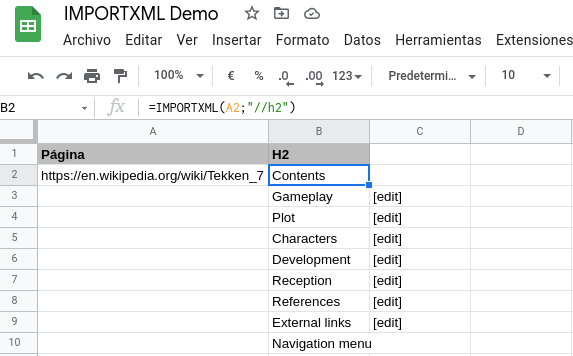 IMPORTXML Demo
Archivo Editar Ver Insertar Formato Datos Herramientas Extensiones
100% € % .0 .00 123 Predetermi... 10
B2 fx =IMPORTXML(A2;"//h2")
A B C D
1 Página H2
2 https://en.wikipedia.org/wiki/Tekken_7 Contents
3 Gameplay [edit]
4 Plot [edit]
5 Characters [edit]
6 Development [edit]
7 Reception [edit]
8 References [edit]
9 External links [edit]
10 Navigation menu